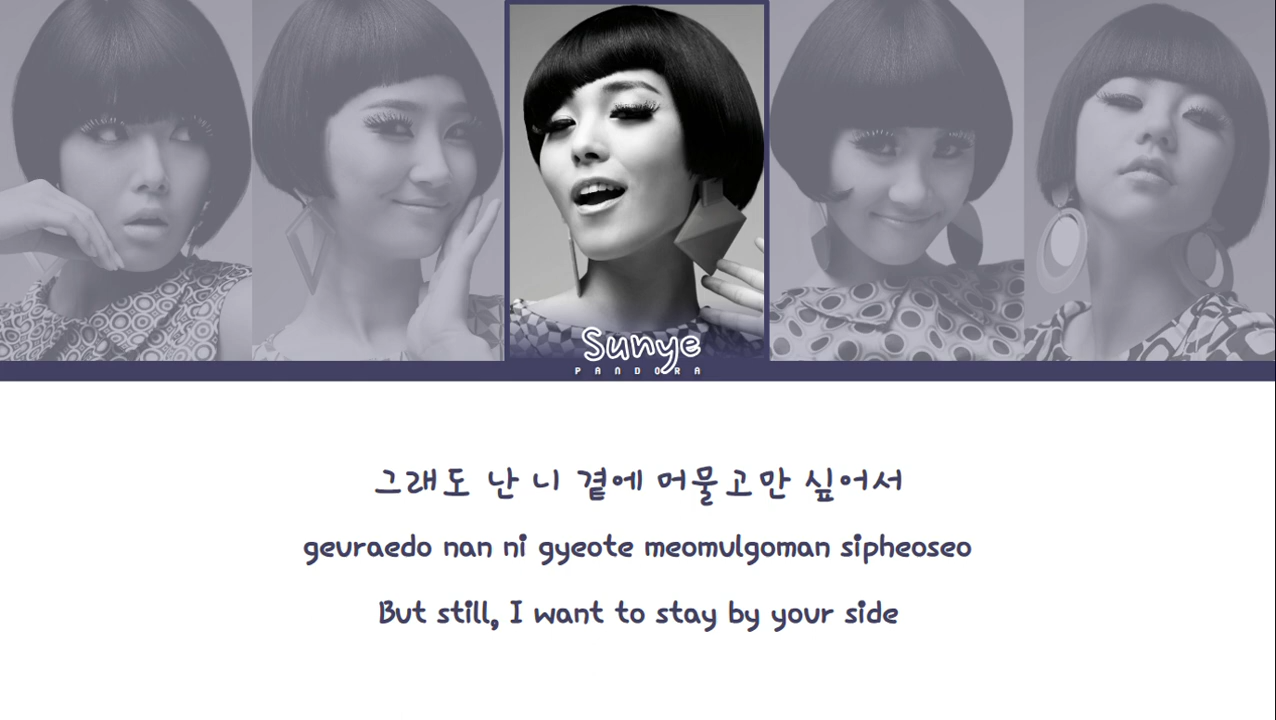 Sunye
PANDORA
그래도 난 니 곁에 머물고만 싶어서
geuraedo nan ni gyeote meomulgoman sipheoseo
But still, I want to stay by your side